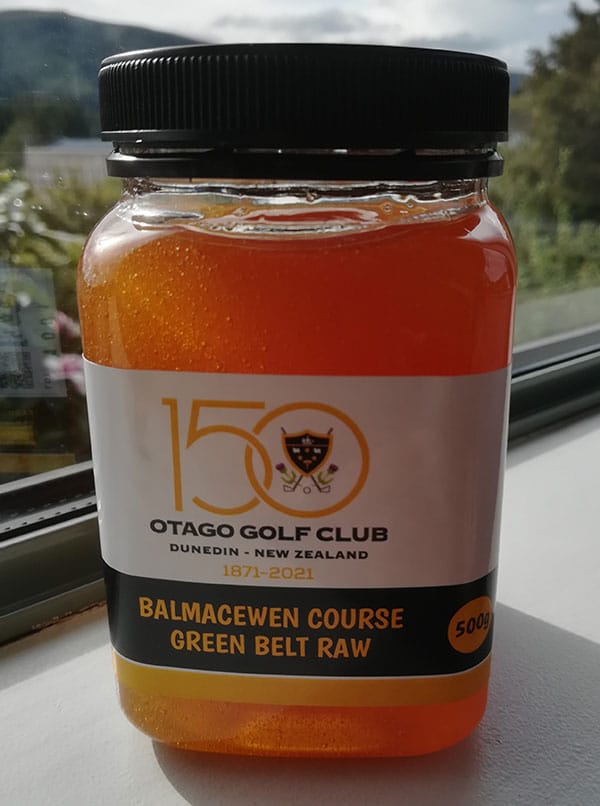 150
OTAGO GOLF CLUB
DUNEDIN - NEW ZEALAND
1871-2021
BALMACEWEN COURSE
GREEN BELT RAW
500g